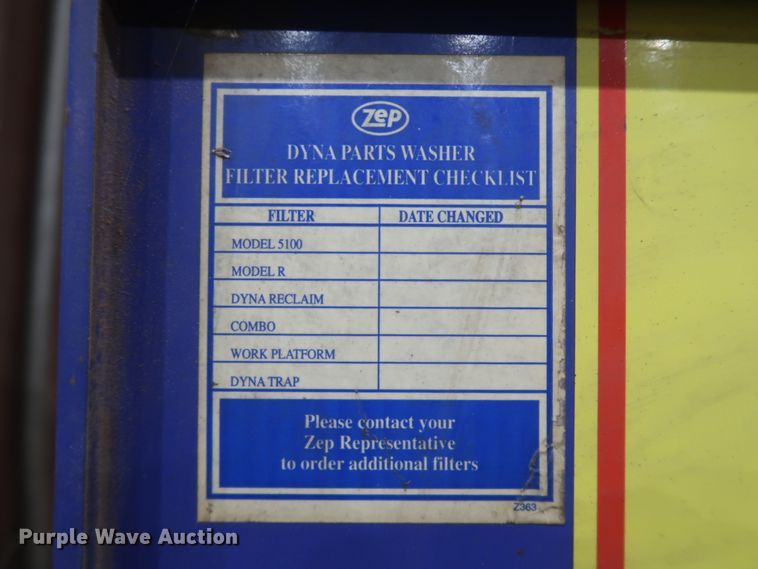 Zep
DYNA PARTS WASHER
FILTER REPLACEMENT CHECKLIST
FILTER DATE CHANGED
MODEL 5100
MODEL R
DYNA RECLAIM
COMBO
WORK PLATFORM
DYNA TRAP
Please contact your
Zep Representative
to order additional filters
Z363
Purple Wave Auction